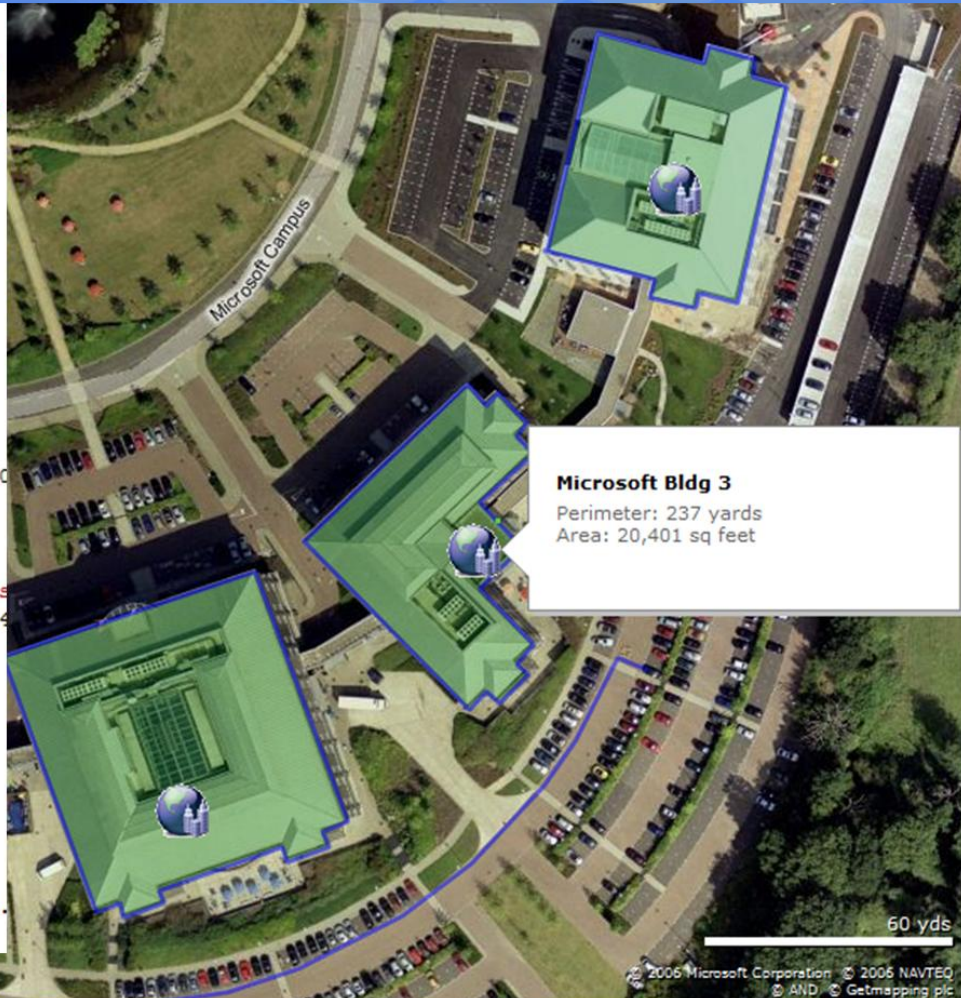 Microsoft Campus
Microsoft Bldg 3
Perimeter: 237 yards
Area: 20,401 sq feet
60 yds
© 2006 Microsoft Corporation © 2006 NAVTEQ
© AND © Getmapping plc